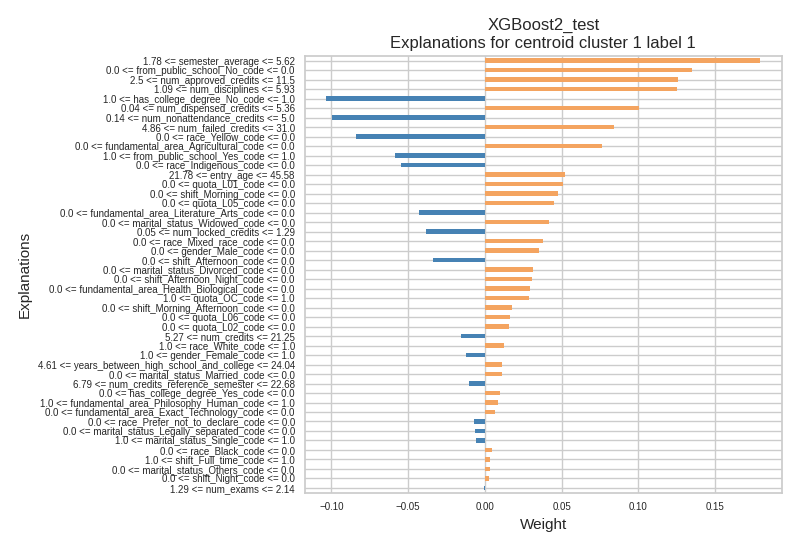 XGBoost2_test
Explanations for centroid cluster 1 label 1
1.78 <= semester_average <= 5.62
0.0 <= from_public_school_No_code <= 0.0
2.5 <= num_approved_credits <= 11.5
1.09 <= num_disciplines <= 5.93
1.0 <= has_college_degree_No_code <= 1.0
0.04 <= num_dispensed_credits <= 5.36
0.14 <= num_nonattendance_credits <= 5.0
4.86 <= num_failed_credits <= 31.0
0.0 <= race_Yellow_code <= 0.0
0.0 <= fundamental_area_Agricultural_code <= 0.0
1.0 <= from_public_school_Yes_code <= 1.0
0.0 <= race_Indigenous_code <= 0.0
21.78 <= entry_age <= 45.58
0.0 <= quota_L01_code <= 0.0
0.0 <= shift_Morning_code <= 0.0
0.0 <= quota_L05_code <= 0.0
0.0 <= fundamental_area_Literature_Arts_code <= 0.0
0.0 <= marital_status_Widowed_code <= 0.0
0.05 <= num_locked_credits <= 1.29
0.0 <= race_Mixed_race_code <= 0.0
0.0 <= gender_Male_code <= 0.0
0.0 <= shift_Afternoon_code <= 0.0
0.0 <= marital_status_Divorced_code <= 0.0
0.0 <= shift_Afternoon_Night_code <= 0.0
0.0 <= fundamental_area_Health_Biological_code <= 0.0
1.0 <= quota_OC_code <= 1.0
0.0 <= shift_Morning_Afternoon_code <= 0.0
0.0 <= quota_L06_code <= 0.0
0.0 <= quota_L02_code <= 0.0
5.27 <= num_credits <= 21.25
1.0 <= race_White_code <= 1.0
1.0 <= gender_Female_code <= 1.0
4.61 <= years_between_high_school_and_college <= 24.04
0.0 <= marital_status_Married_code <= 0.0
6.79 <= num_credits_reference_semester <= 22.68
0.0 <= has_college_degree_Yes_code <= 0.0
1.0 <= fundamental_area_Philosophy_Human_code <= 1.0
0.0 <= fundamental_area_Exact_Technology_code <= 0.0
0.0 <= race_Prefer_not_to_declare_code <= 0.0
0.0 <= marital_status_Legally_separated_code <= 0.0
1.0 <= marital_status_Single_code <= 1.0
0.0 <= race_Black_code <= 0.0
1.0 <= shift_Full_time_code <= 1.0
0.0 <= marital_status_Others_code <= 0.0
0.0 <= shift_Night_code <= 0.0
1.29 <= num_exams <= 2.14
Explanations
−0.10 −0.05 0.00 0.05 0.10 0.15
Weight